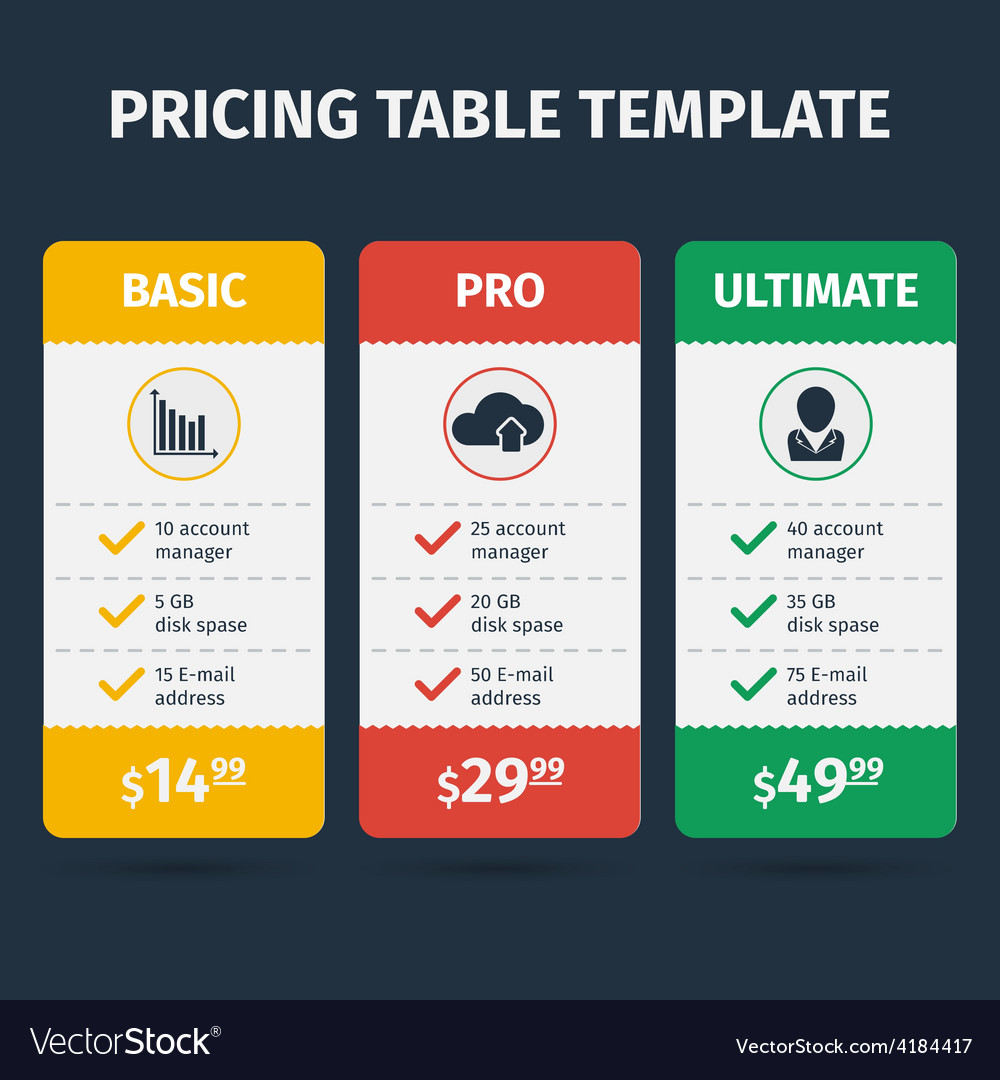 PRICING TABLE TEMPLATE
BASIC
10 account
manager
5 GB
disk spase
15 E-mail
address
$14 99
PRO
25 account
manager
20 GB
disk spase
50 E-mail
address
$29 99
ULTIMATE
40 account
manager
35 GB
disk spase
75 E-mail
address
$49 99
VectorStock®
VectorStock.com/4184417